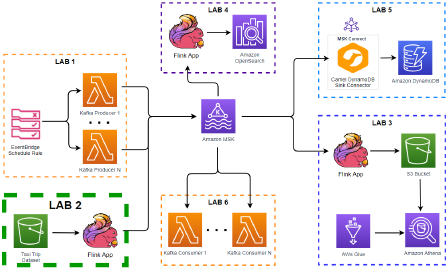 LAB 4
Flink App
Amazon
OpenSearch
LAB 5
MSK Connect
Camel DynamoDB
Sink Connector
Amazon DynamoDB
LAB 1
EventBridge
Schedule Rule
Kafka Producer 1
Kafka Producer N
Amazon MSK
LAB 3
Flink App
S3 Bucket
AWS Glue
Amazon Athena
LAB 2
Taxi Trip
Dataset
Flink App
LAB 6
Kafka Consumer 1
Kafka Consumer N